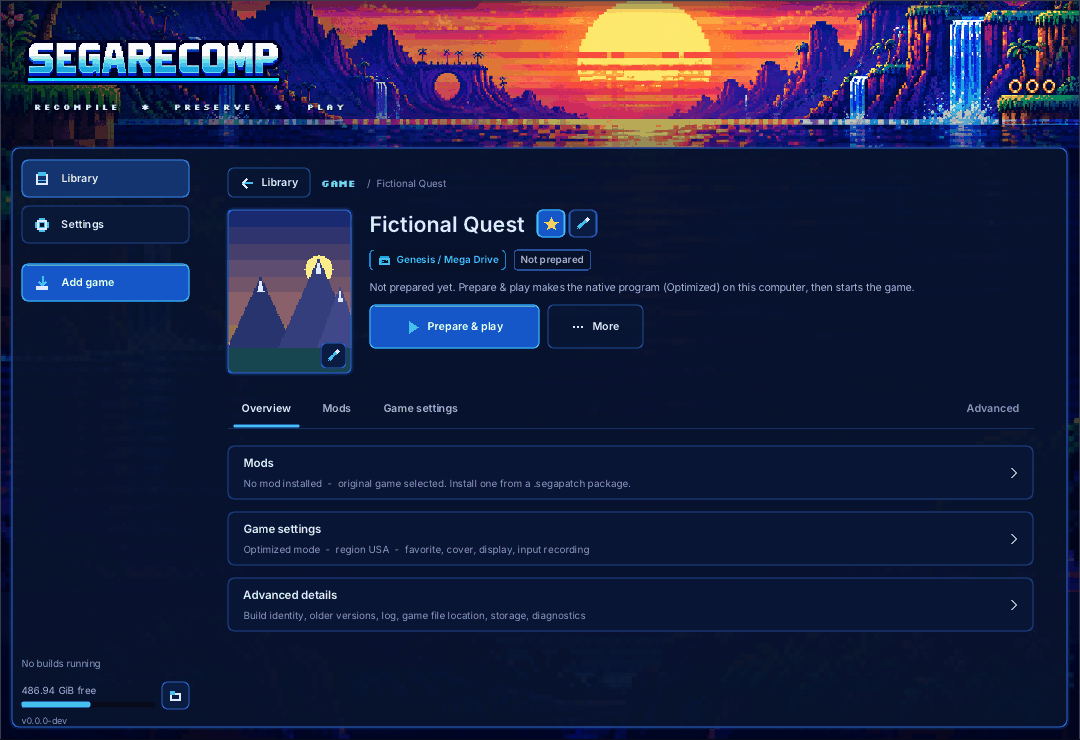 SEGARECOMP
RECOMPILE * PRESERVE * PLAY
Library
Settings
Add game
Library GAME / Fictional Quest
Fictional Quest
Genesis / Mega Drive Not prepared
Not prepared yet. Prepare & play makes the native program (Optimized) on this computer, then starts the game.
Prepare & play ··· More
Overview Mods Game settings Advanced
Mods
No mod installed - original game selected. Install one from a .segapatch package.
Game settings
Optimized mode - region USA - favorite, cover, display, input recording
Advanced details
Build identity, older versions, log, game file location, storage, diagnostics
No builds running
486.94 GiB free
v0.0.0-dev